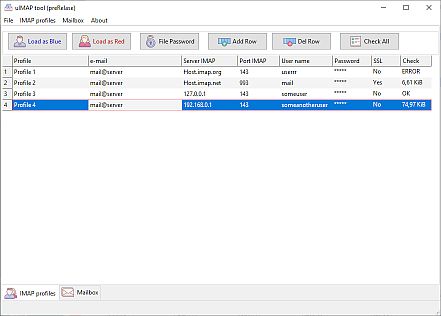 uIMAP tool (preRelase)
File IMAP profiles Mailbox About
Load as Blue Load as Red File Password Add Row Del Row Check All
Profile e-mail Server IMAP Port IMAP User name Password SSL Check
1 Profile 1 mail@server Host.imap.org 143 userrr ***** No ERROR
2 Profile 2 mail@server Host.imap.net 993 mail ***** Yes 6,61 KiB
3 Profile 3 mail@server 127.0.0.1 143 someuser ***** No OK
4 Profile 4 mail@server 192.168.0.1 143 someanotheruser ***** No 74,97 KiB
IMAP profiles Mailbox